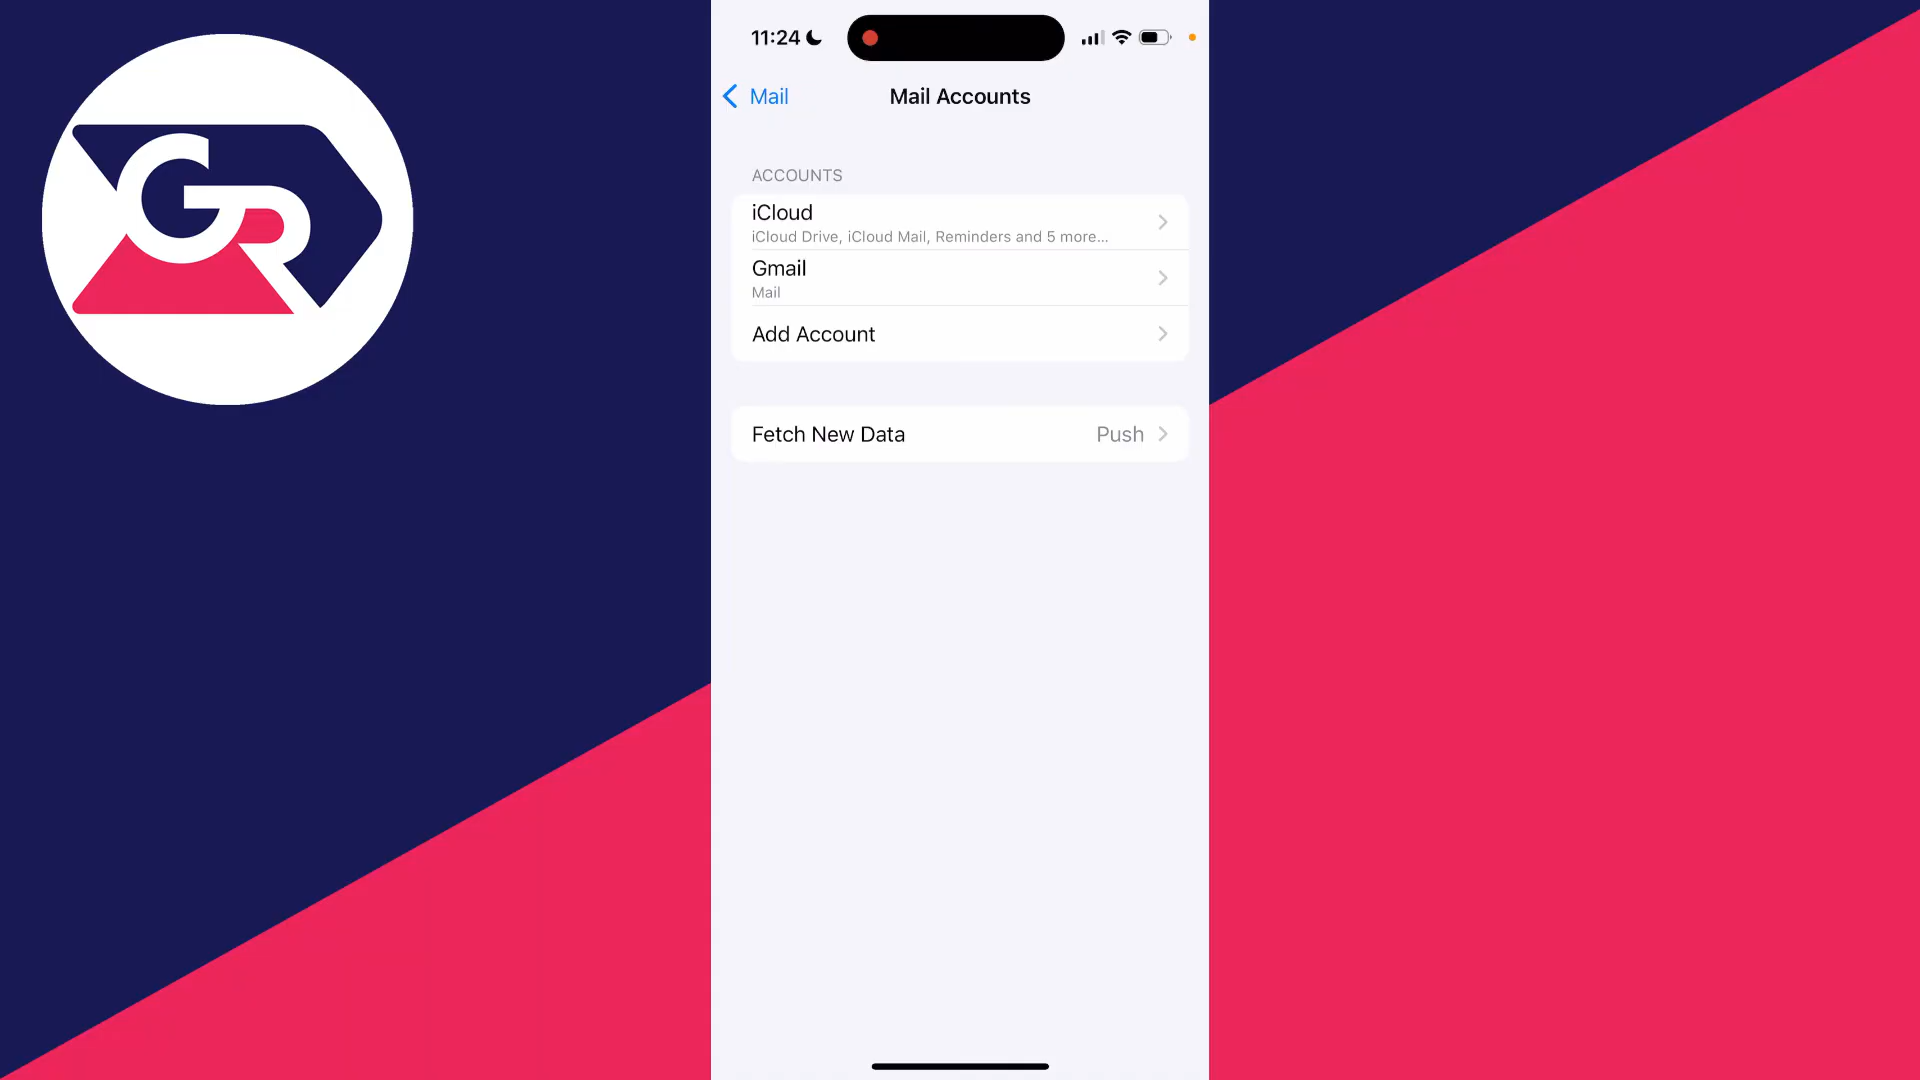 GR
11:24
Mail
Mail Accounts
ACCOUNTS
iCloud
iCloud Drive, iCloud Mail, Reminders and 5 more...
Gmail
Mail
Add Account
Fetch New Data
Push